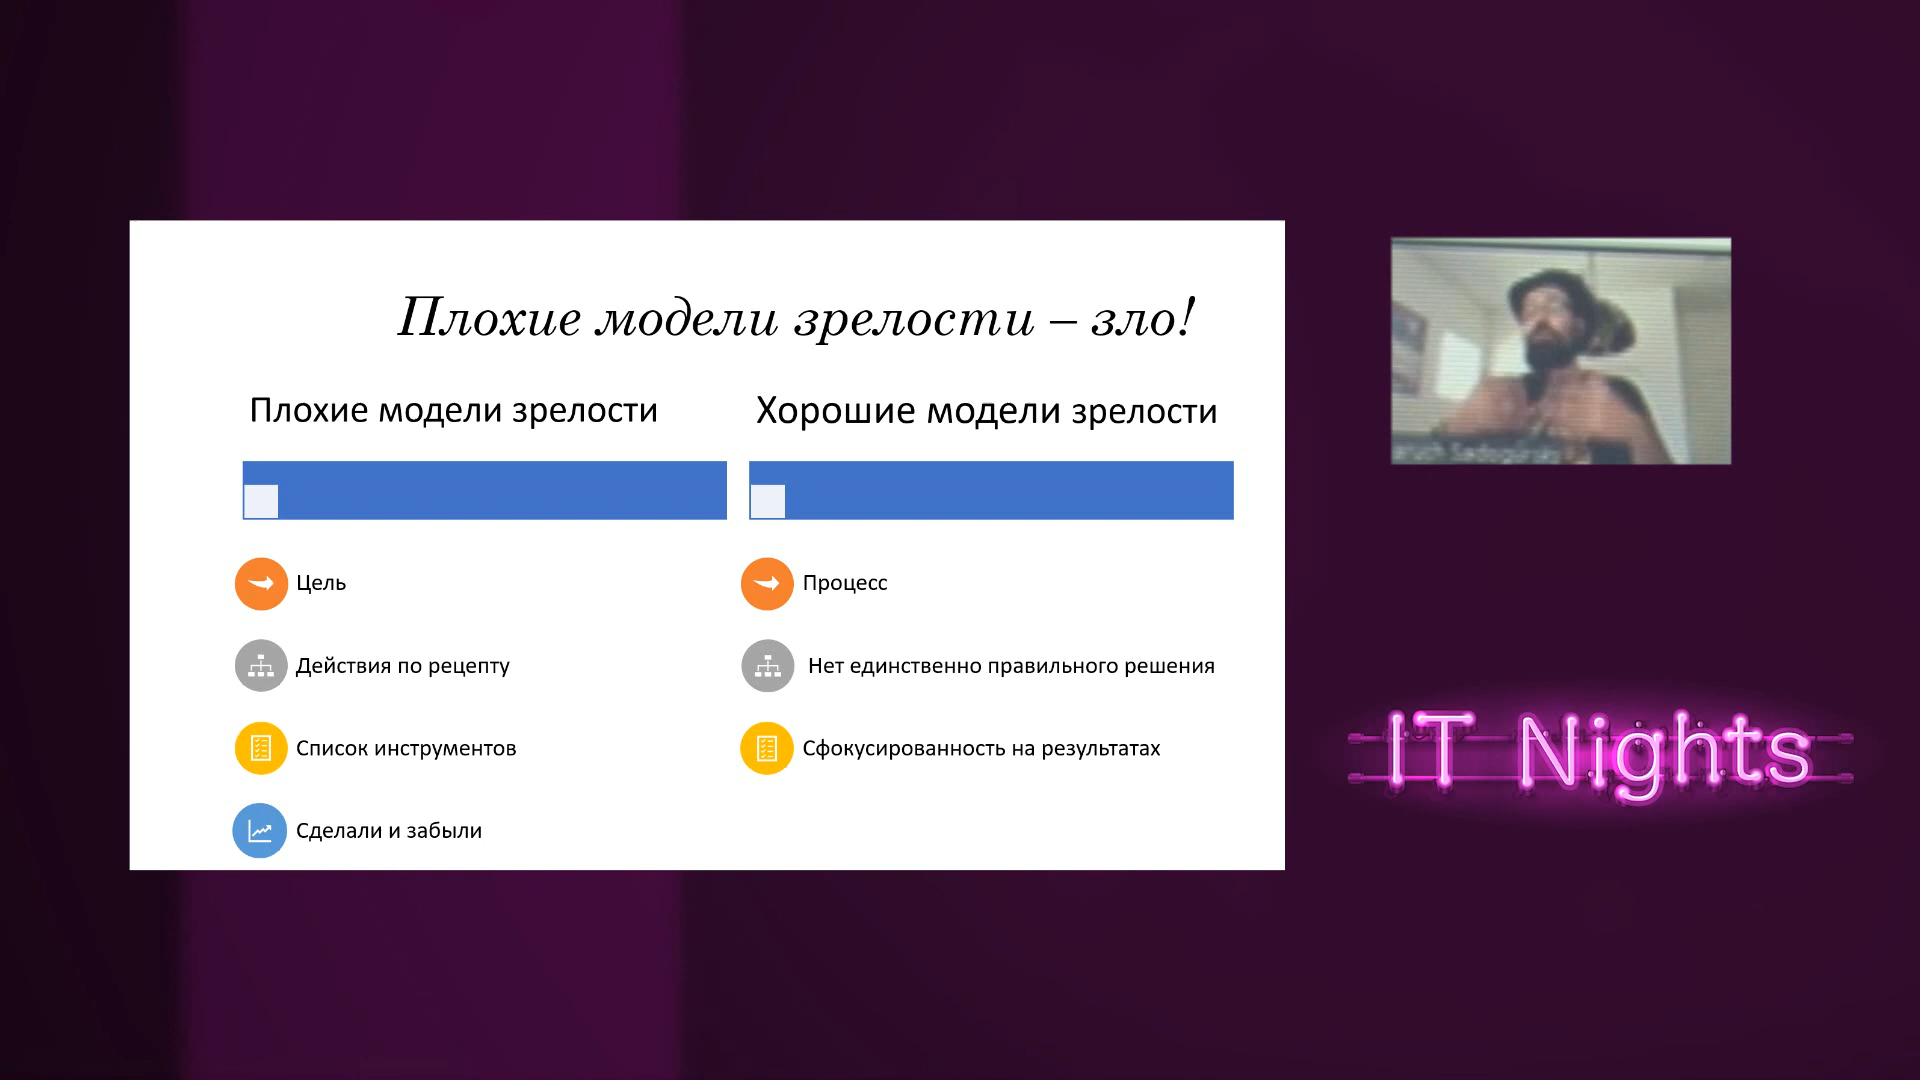 Плохие модели зрелости – зло!
Плохие модели зрелости
Хорошие модели зрелости
Цель
Действия по рецепту
Список инструментов
Сделали и забыли
Процесс
Нет единственно правильного решения
Сфокусированность на результатах
IT Nights